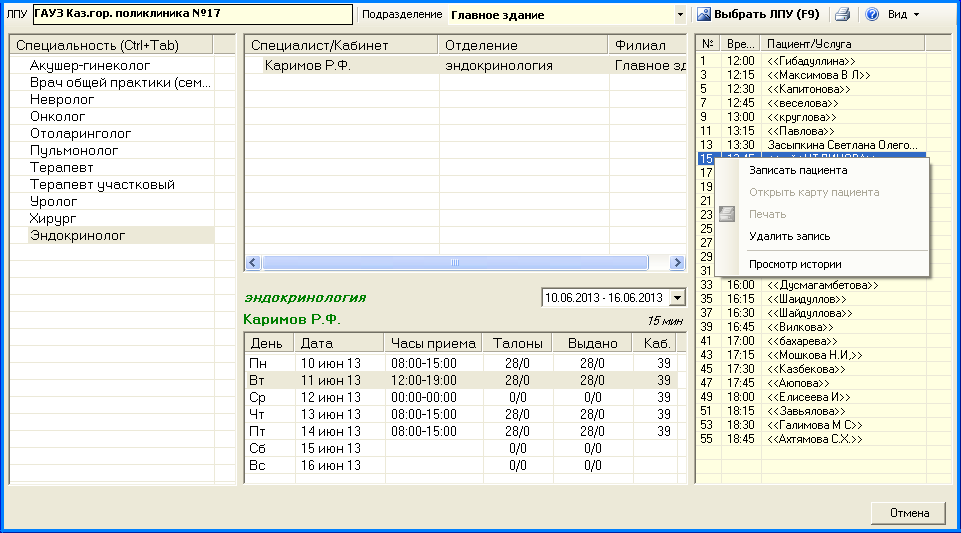 ЛПУ ГАУЗ Каз.гор. поликлиника №17 Подразделение Главное здание Выбрать ЛПУ (F9) Вид
Специальность (Ctrl+Tab)
Акушер-гинеколог
Врач общей практики (сем...
Невролог
Онколог
Отоларинголог
Пульмонолог
Терапевт
Терапевт участковый
Уролог
Хирург
Эндокринолог
Специалист/Кабинет Отделение Филиал
Каримов Р.Ф. эндокринология Главное зд
эндокринология 10.06.2013 - 16.06.2013
Каримов Р.Ф. 15 мин
День Дата Часы приема Талоны Выдано Каб.
Пн 10 июн 13 08:00-15:00 28/0 28/0 39
Вт 11 июн 13 12:00-19:00 28/0 28/0 39
Ср 12 июн 13 00:00-00:00 0/0 0/0 39
Чт 13 июн 13 08:00-15:00 28/0 28/0 39
Пт 14 июн 13 08:00-15:00 28/0 28/0 39
Сб 15 июн 13 0/0 0/0
Вс 16 июн 13 0/0 0/0
№ Вре... Пациент/Услуга
1 12:00 <<Гибадуллина>>
3 12:15 <<Максимова В Л>>
5 12:30 <<Капитонова>>
7 12:45 <<веселова>>
9 13:00 <<круглова>>
11 13:15 <<Павлова>>
13 13:30 Засыпкина Светлана Олего...
15
17
19
21
23
25
27
29
31
33 16:00 <<Дусмагамбетова>>
35 16:15 <<Шаидуллов>>
37 16:30 <<Шайдуллова>>
39 16:45 <<Вилкова>>
41 17:00 <<бахарева>>
43 17:15 <<Мошкова Н.И,>>
45 17:30 <<Казбекова>>
47 17:45 <<Аюпова>>
49 18:00 <<Елисеева И>>
51 18:15 <<Завьялова>>
53 18:30 <<Галимова М С>>
55 18:45 <<Ахтямова С.Х.>>
Записать пациента
Открыть карту пациента
Печать
Удалить запись
Просмотр истории
Отмена